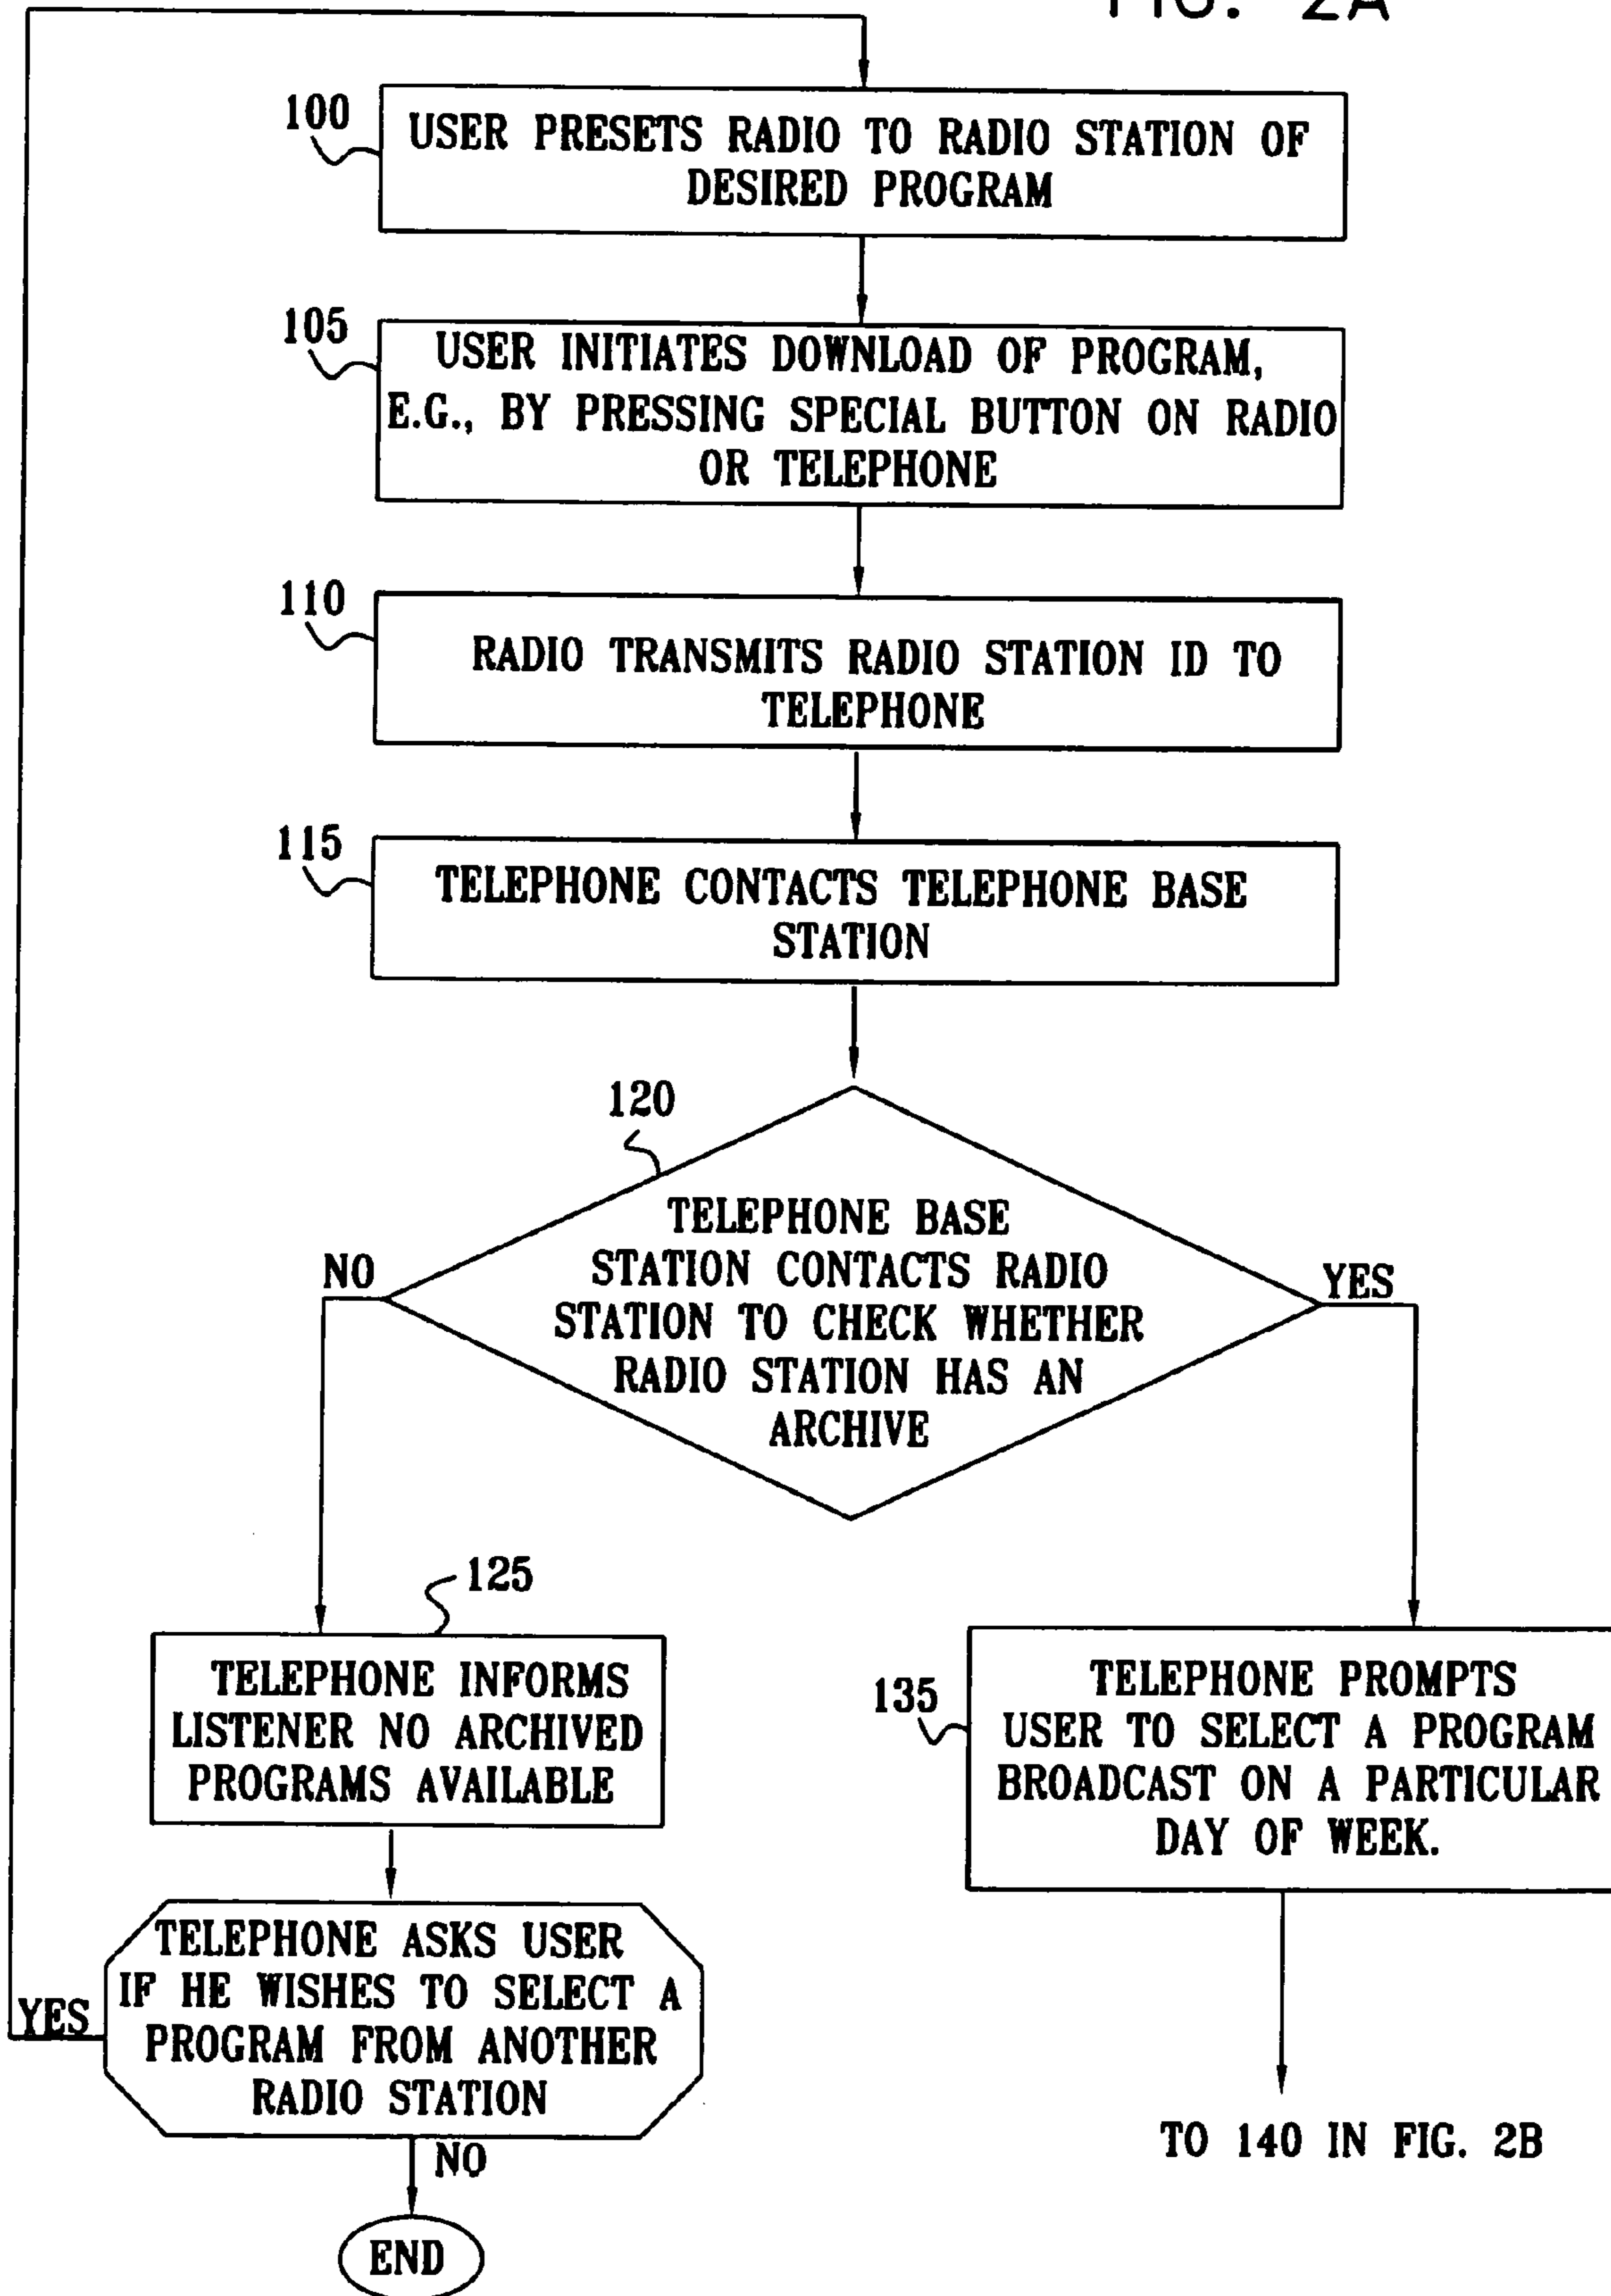 FIG. 2A
100
USER PRESETS RADIO TO RADIO STATION OF
DESIRED PROGRAM
105
USER INITIATES DOWNLOAD OF PROGRAM,
E.G., BY PRESSING SPECIAL BUTTON ON RADIO
OR TELEPHONE
110
RADIO TRANSMITS RADIO STATION ID TO
TELEPHONE
115
TELEPHONE CONTACTS TELEPHONE BASE
STATION
120
TELEPHONE BASE
STATION CONTACTS RADIO
STATION TO CHECK WHETHER
RADIO STATION HAS AN
ARCHIVE
NO
YES
125
TELEPHONE INFORMS
LISTENER NO ARCHIVED
PROGRAMS AVAILABLE
135
TELEPHONE PROMPTS
USER TO SELECT A PROGRAM
BROADCAST ON A PARTICULAR
DAY OF WEEK.
TELEPHONE ASKS USER
IF HE WISHES TO SELECT A
PROGRAM FROM ANOTHER
RADIO STATION
YES
NO
END
TO 140 IN FIG. 2B